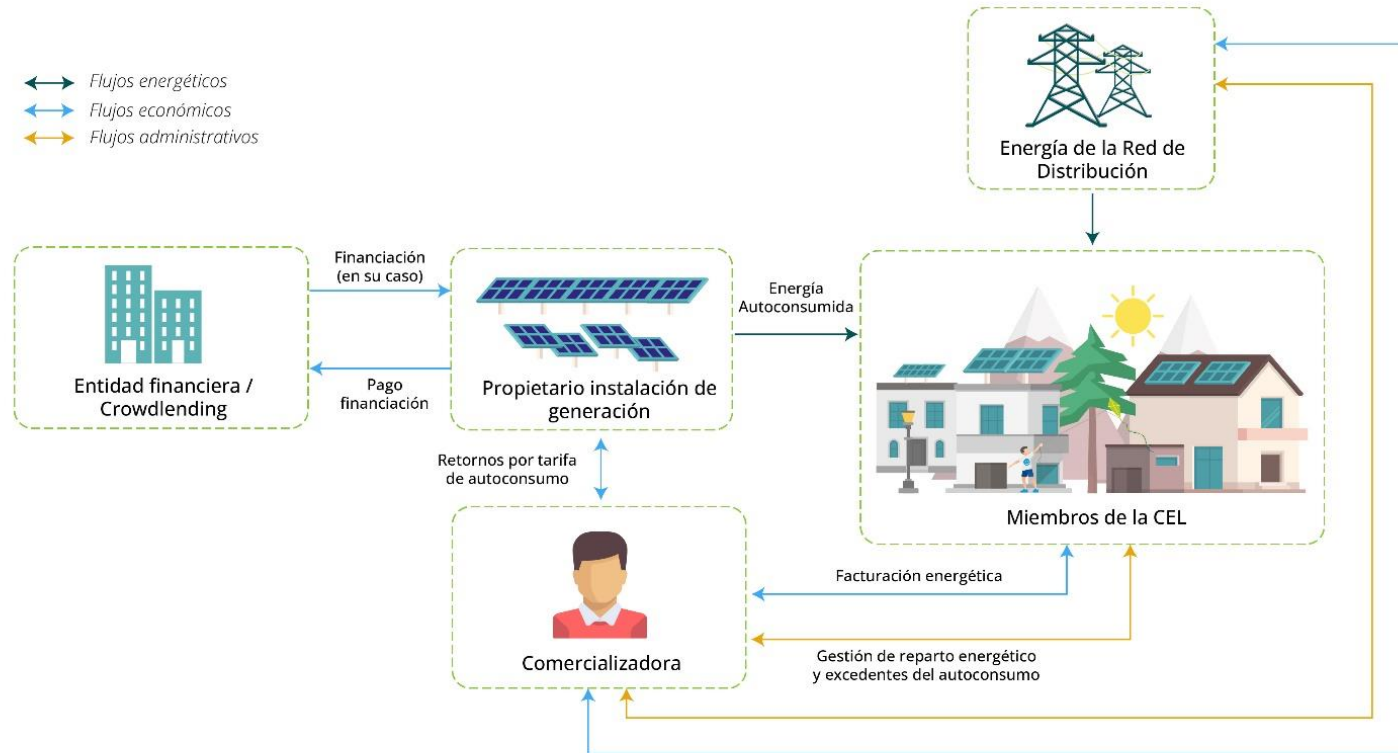 Flujos energéticos
Flujos económicos
Flujos administrativos
Energía de la Red de
Distribución
Financiación
(en su caso)
Entidad financiera /
Crowdlending
Pago
financiación
Propietario instalación de
generación
Energía
Autoconsumida
Miembros de la CEL
Retornos por tarifa
de autoconsumo
Comercializadora
Facturación energética
Gestión de reparto energético
y excedentes del autoconsumo